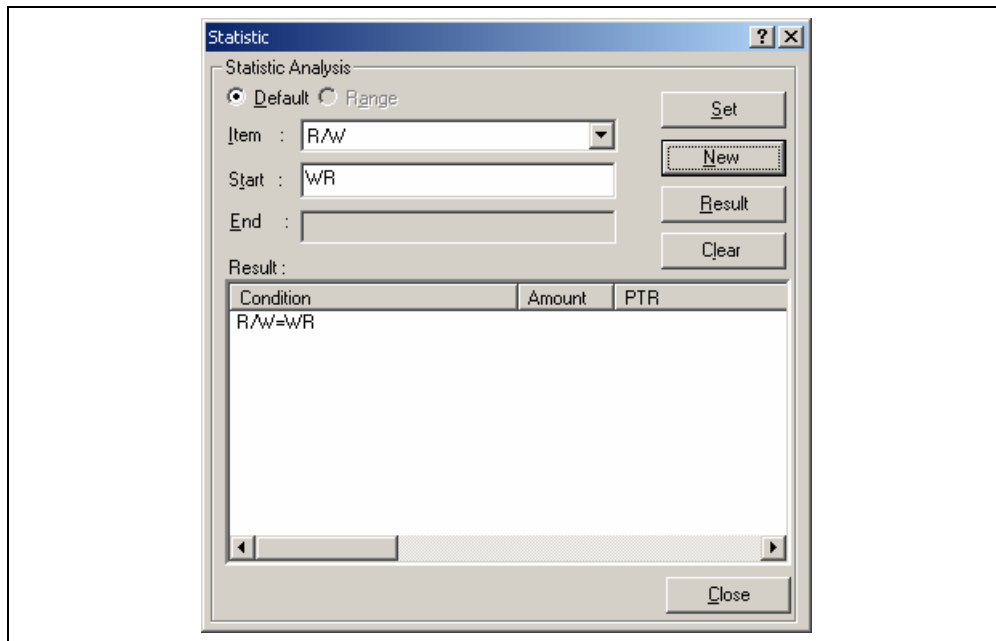 Statistic
Statistic Analysis
Default Range
Set
Item : R/W
New
Start : WR
Result
End :
Clear
Result :
Condition Amount PTR
R/W=WR
Close